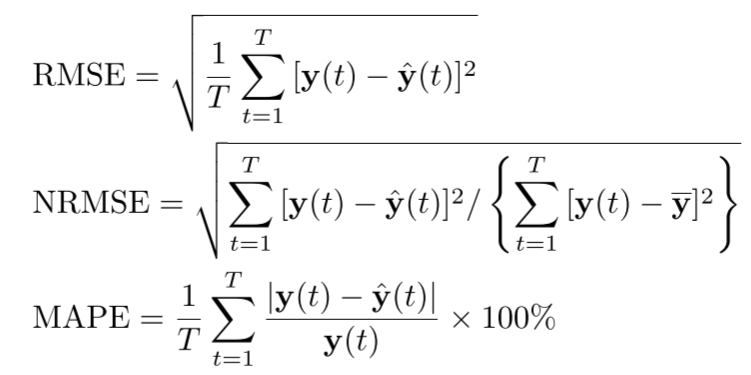 RMSE = \sqrt{\frac{1}{T} \sum_{t=1}^{T} [\mathbf{y}(t) - \hat{\mathbf{y}}(t)]^2}
NRMSE = \sqrt{\sum_{t=1}^{T} [\mathbf{y}(t) - \hat{\mathbf{y}}(t)]^2 / \left\{ \sum_{t=1}^{T} [\mathbf{y}(t) - \overline{\mathbf{y}}]^2 \right\}}
MAPE = \frac{1}{T} \sum_{t=1}^{T} \frac{|\mathbf{y}(t) - \hat{\mathbf{y}}(t)|}{\mathbf{y}(t)} \times 100\%